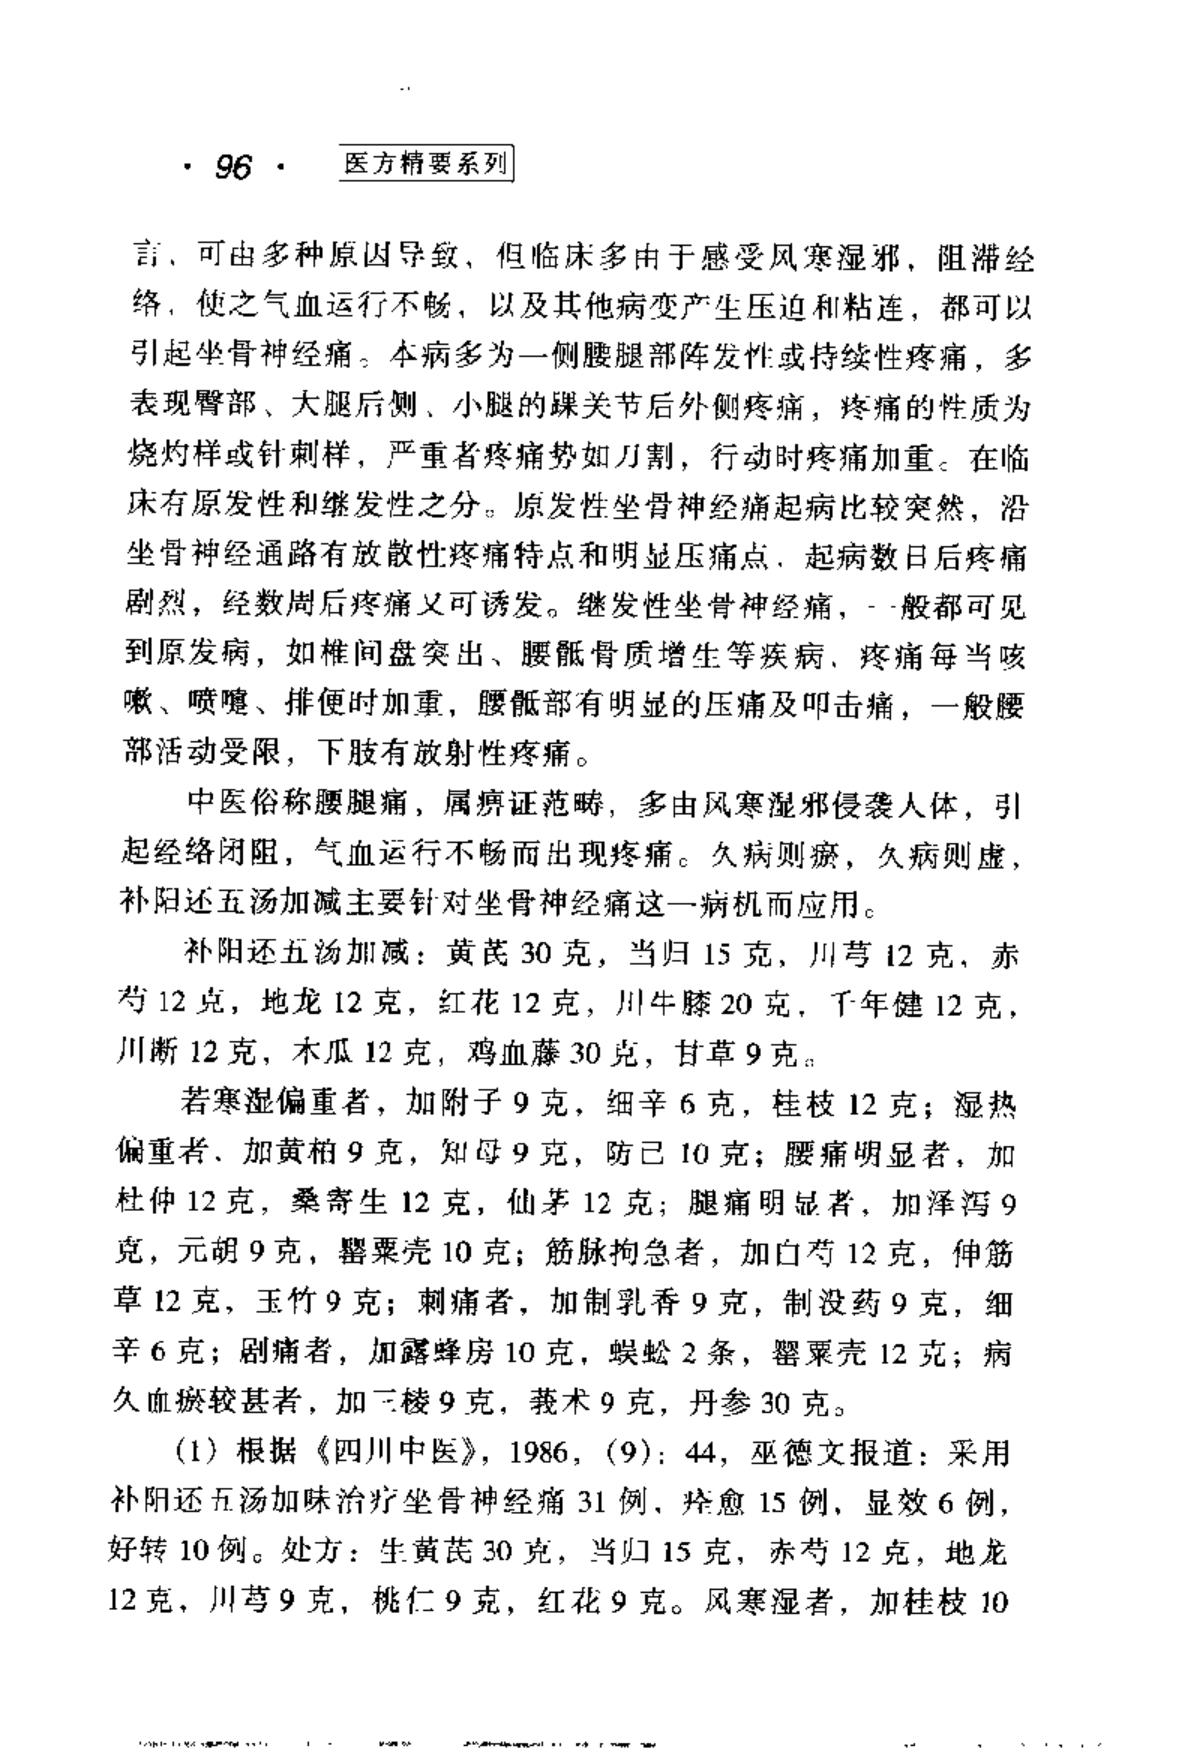 · 96 · 医方精要系列
言，可由多种原因导致，但临床多由于感受风寒湿邪，阻滞经
络，使之气血运行不畅，以及其他病变产生压迫和粘连，都可以
引起坐骨神经痛。本病多为一侧腰腿部阵发性或持续性疼痛，多
表现臀部、大腿后侧、小腿的踝关节后外侧疼痛，疼痛的性质为
烧灼样或针刺样，严重者疼痛势如刀割，行动时疼痛加重。在临
床有原发性和继发性之分。原发性坐骨神经痛起病比较突然，沿
坐骨神经通路有放散性疼痛特点和明显压痛点，起病数日后疼痛
剧烈，经数周后疼痛又可诱发。继发性坐骨神经痛，一般都可见
到原发病，如椎间盘突出、腰骶骨质增生等疾病，疼痛每当咳
嗽、喷嚏、排便时加重，腰骶部有明显的压痛及叩击痛，一般腰
部活动受限，下肢有放射性疼痛。
中医俗称腰腿痛，属痹证范畴，多由风寒湿邪侵袭人体，引
起经络闭阻，气血运行不畅而出现疼痛。久病则瘀，久病则虚，
补阳还五汤加减主要针对坐骨神经痛这一病机而应用。
补阳还五汤加减：黄芪 30 克，当归 15 克，川芎 12 克，赤
芍 12 克，地龙 12 克，红花 12 克，川牛膝 20 克，千年健 12 克，
川断 12 克，木瓜 12 克，鸡血藤 30 克，甘草 9 克。
若寒湿偏重者，加附子 9 克，细辛 6 克，桂枝 12 克；湿热
偏重者、加黄柏 9 克，知母 9 克，防己 10 克；腰痛明显者，加
杜仲 12 克，桑寄生 12 克，仙茅 12 克；腿痛明显者，加泽泻 9
克，元胡 9 克，罂粟壳 10 克；筋脉拘急者，加白芍 12 克，伸筋
草 12 克，玉竹 9 克；刺痛者，加制乳香 9 克，制没药 9 克，细
辛 6 克；剧痛者，加露蜂房 10 克，蜈蚣 2 条，罂粟壳 12 克；病
久血瘀较甚者，加三棱 9 克，莪术 9 克，丹参 30 克。
（1）根据《四川中医》，1986，（9）：44，巫德文报道：采用
补阳还五汤加味治疗坐骨神经痛 31 例，痊愈 15 例，显效 6 例，
好转 10 例。处方：生黄芪 30 克，当归 15 克，赤芍 12 克，地龙
12 克，川芎 9 克，桃仁 9 克，红花 9 克。风寒湿者，加桂枝 10